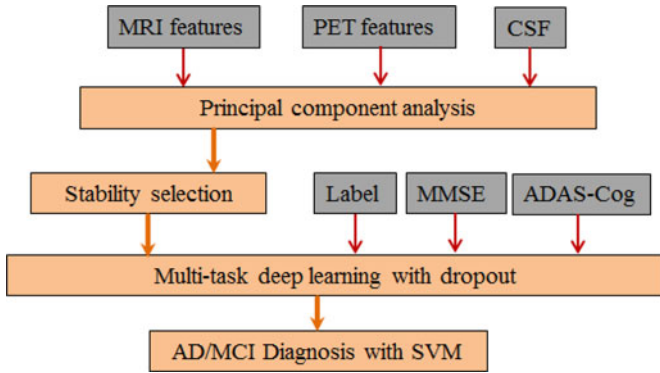 MRI features
PET features
CSF
Principal component analysis
Stability selection
Label
MMSE
ADAS-Cog
Multi-task deep learning with dropout
AD/MCI Diagnosis with SVM